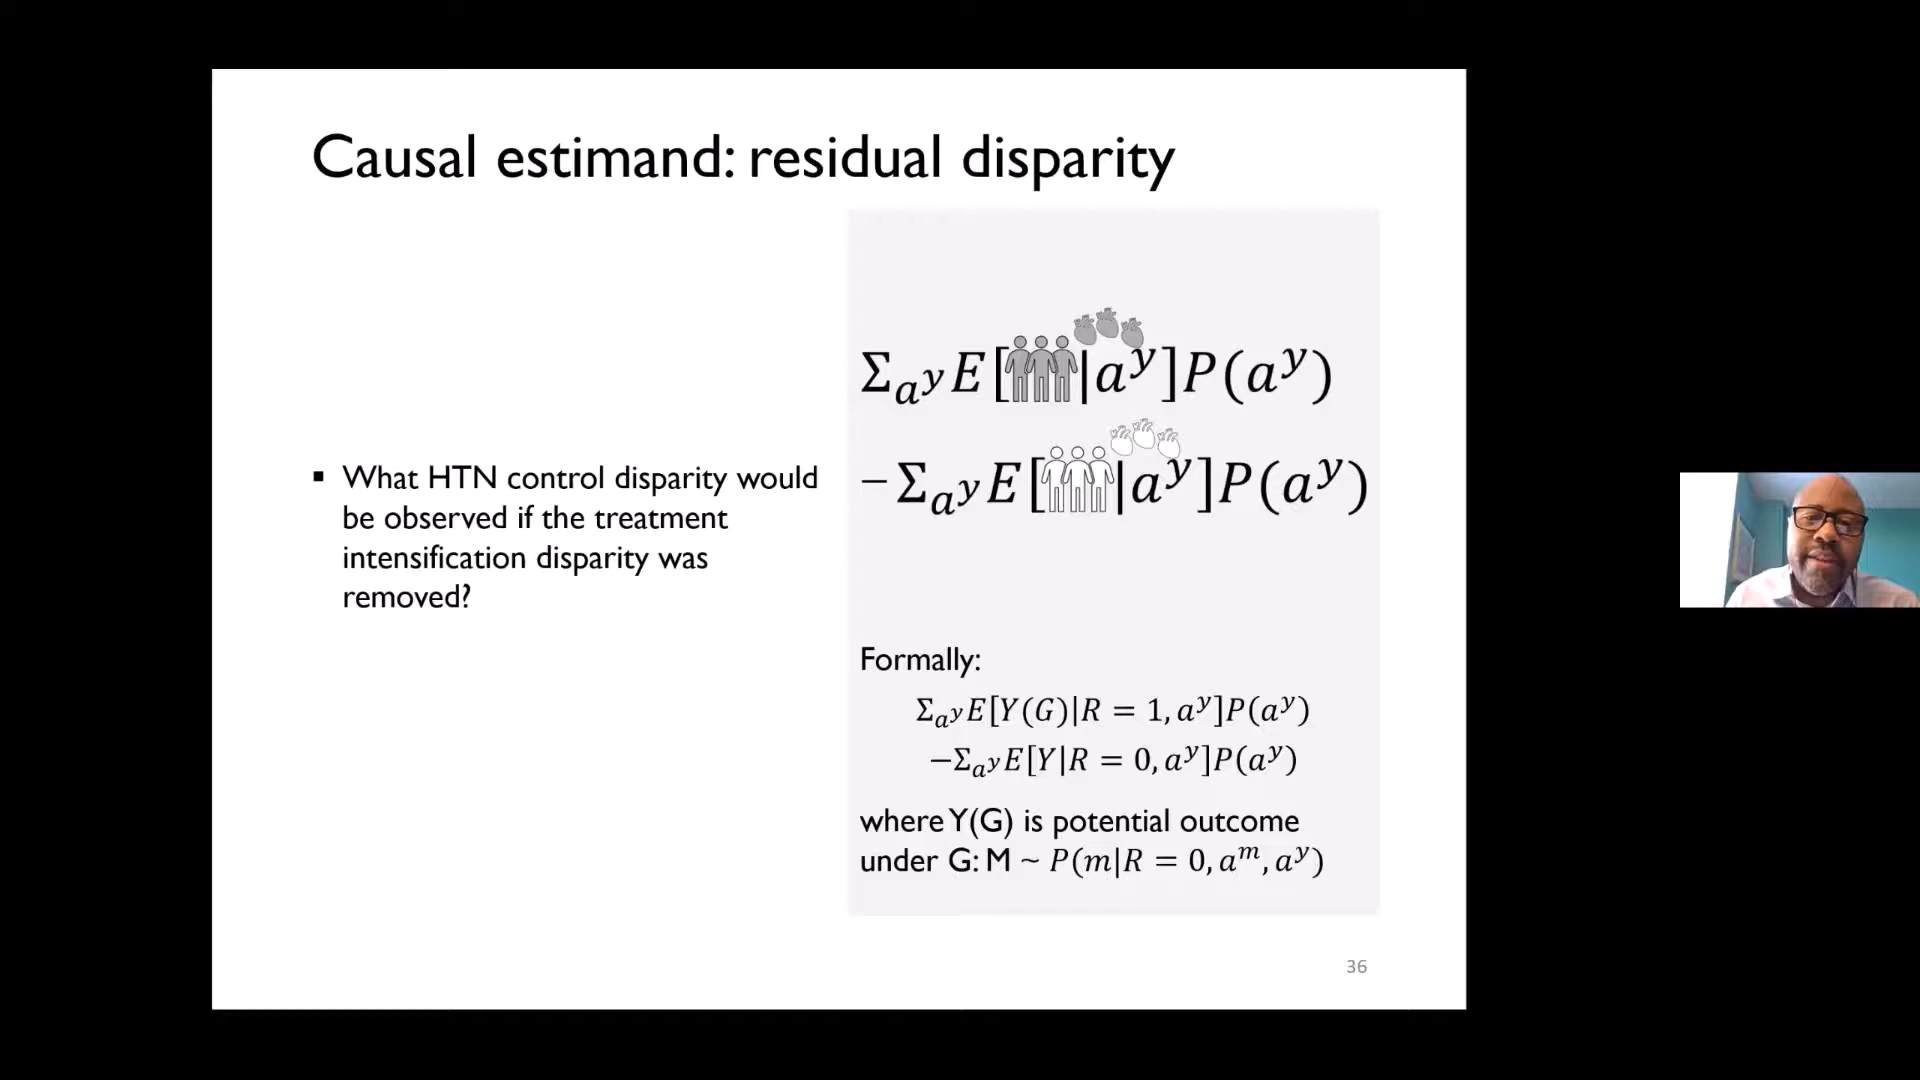 Causal estimand: residual disparity
▪ What HTN control disparity would
be observed if the treatment
intensification disparity was
removed?
Σ_{a^y} E[ |a^y]P(a^y)
−Σ_{a^y} E[ |a^y]P(a^y)
Formally:
Σ_{a^y} E[Y(G)|R = 1, a^y]P(a^y)
−Σ_{a^y} E[Y|R = 0, a^y]P(a^y)
where Y(G) is potential outcome
under G: M ~ P(m|R = 0, a^m, a^y)
36